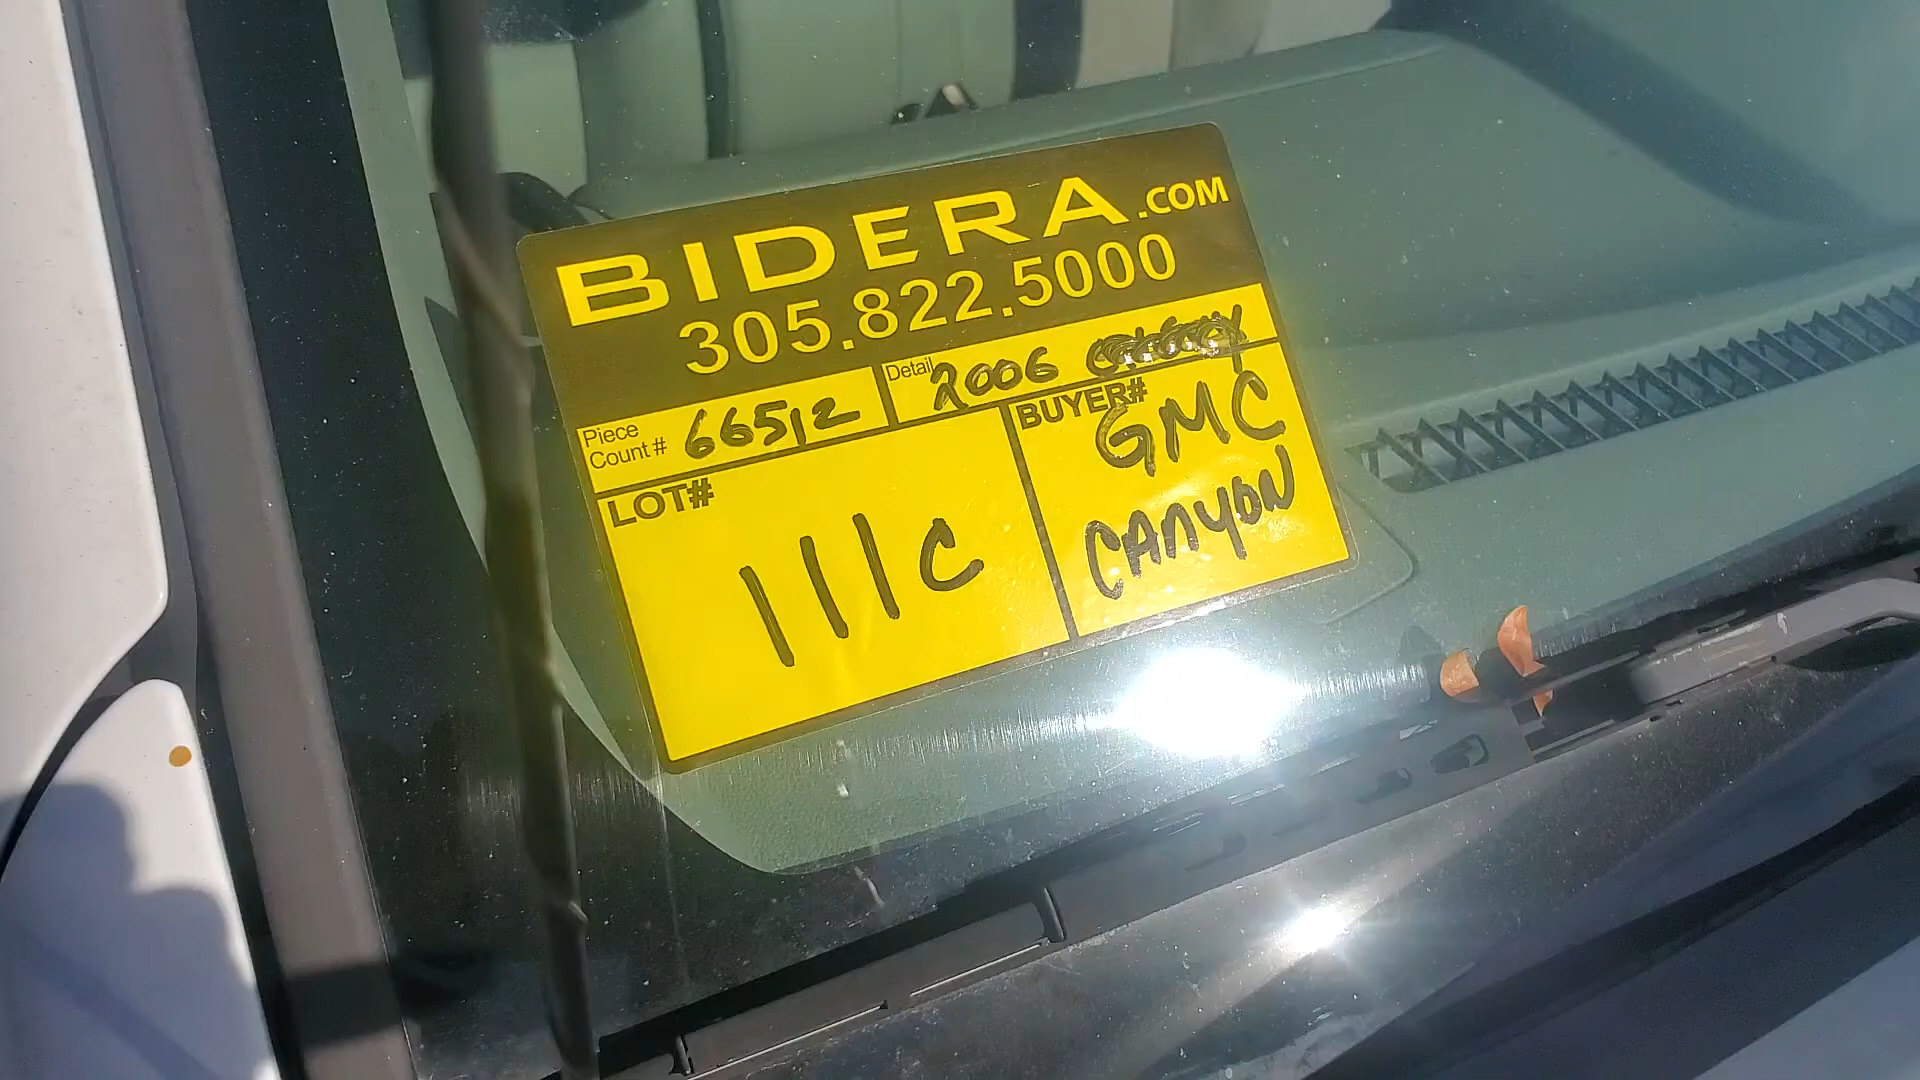 BIDERA.COM
305.822.5000
Piece Count # 66512
Detail 2006
LOT#
111C
BUYER#
GMC
CANYON